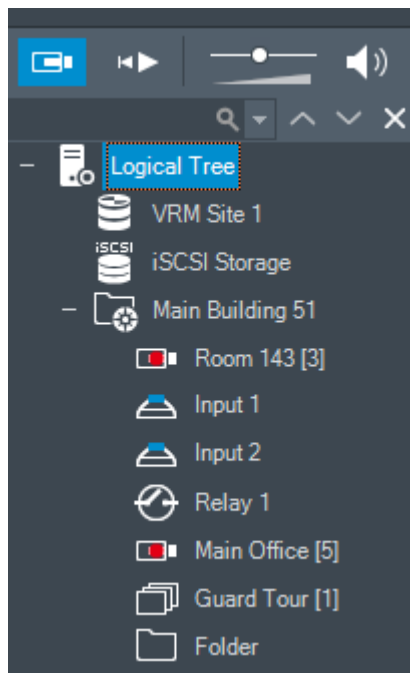 Logical Tree
VRM Site 1
iSCSI
iSCSI Storage
Main Building 51
Room 143 [3]
Input 1
Input 2
Relay 1
Main Office [5]
Guard Tour [1]
Folder